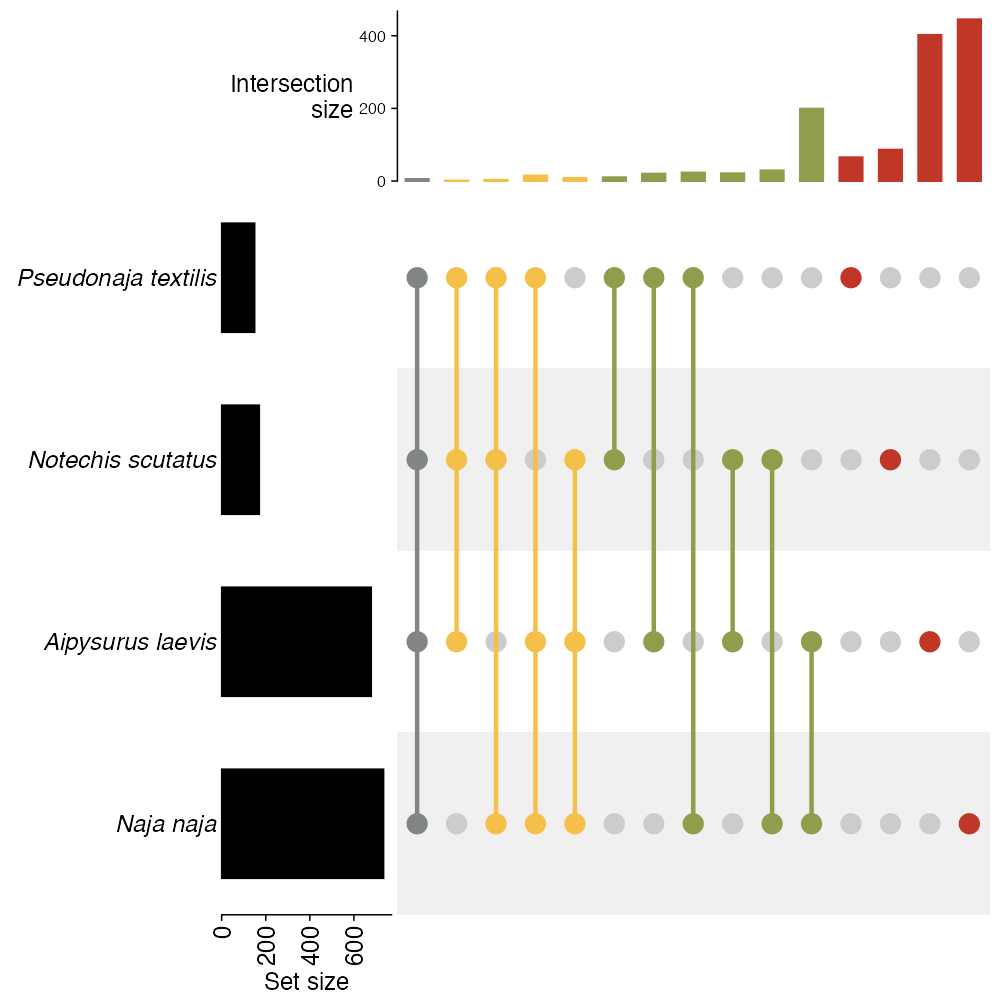 400
Intersection
size
200
0
Pseudonaja textilis
Notechis scutatus
Aipysurus laevis
Naja naja
0
200
400
600
Set size